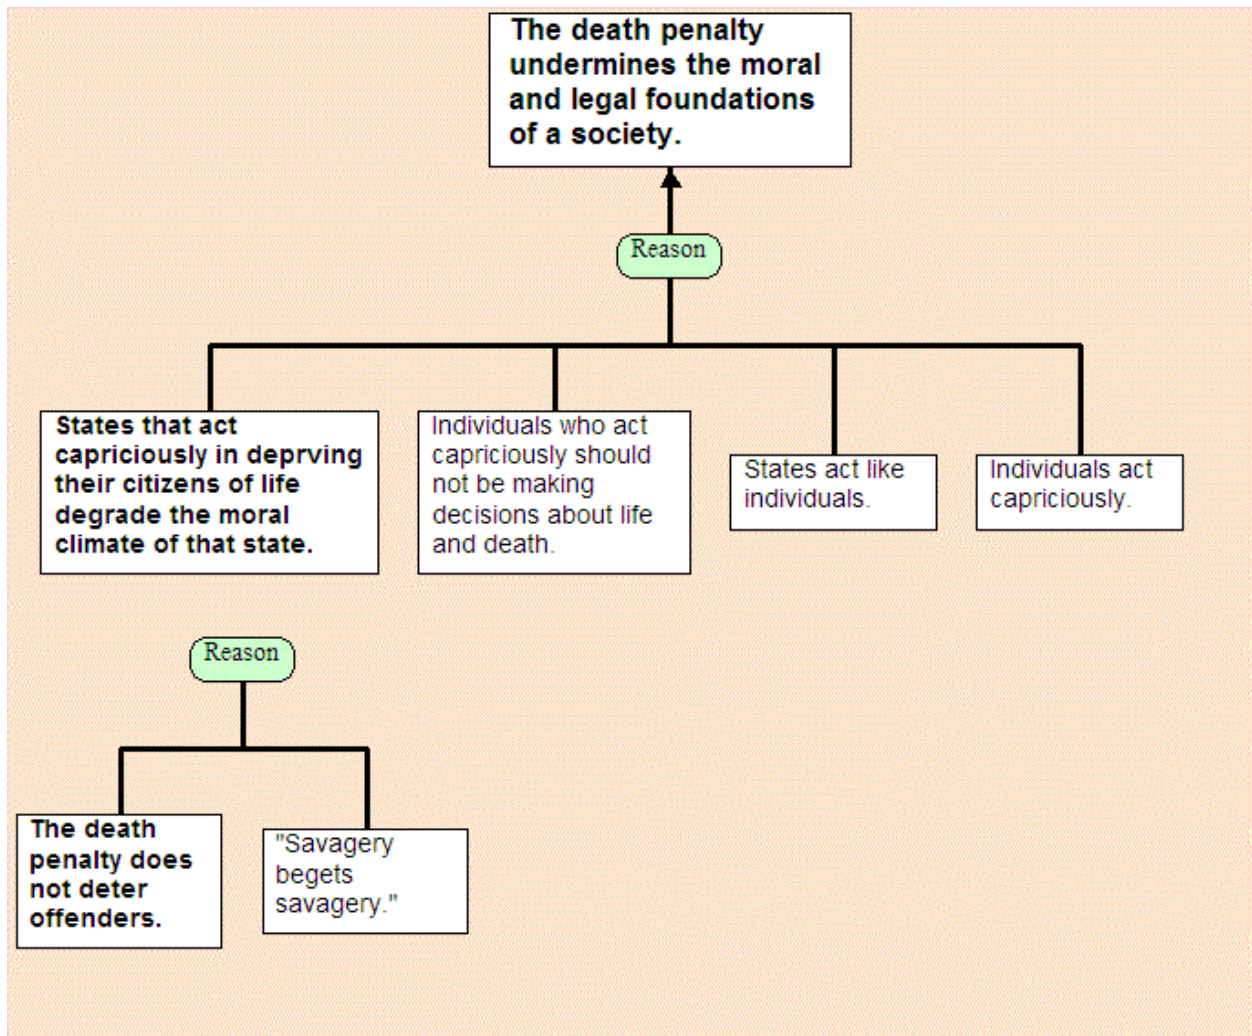 The death penalty
undermines the moral
and legal foundations
of a society.
Reason
States that act
capriciously in deprving
their citizens of life
degrade the moral
climate of that state.
Individuals who act
capriciously should
not be making
decisions about life
and death.
States act like
individuals.
Individuals act
capriciously.
Reason
The death
penalty does
not deter
offenders.
"Savagery
begets
savagery."